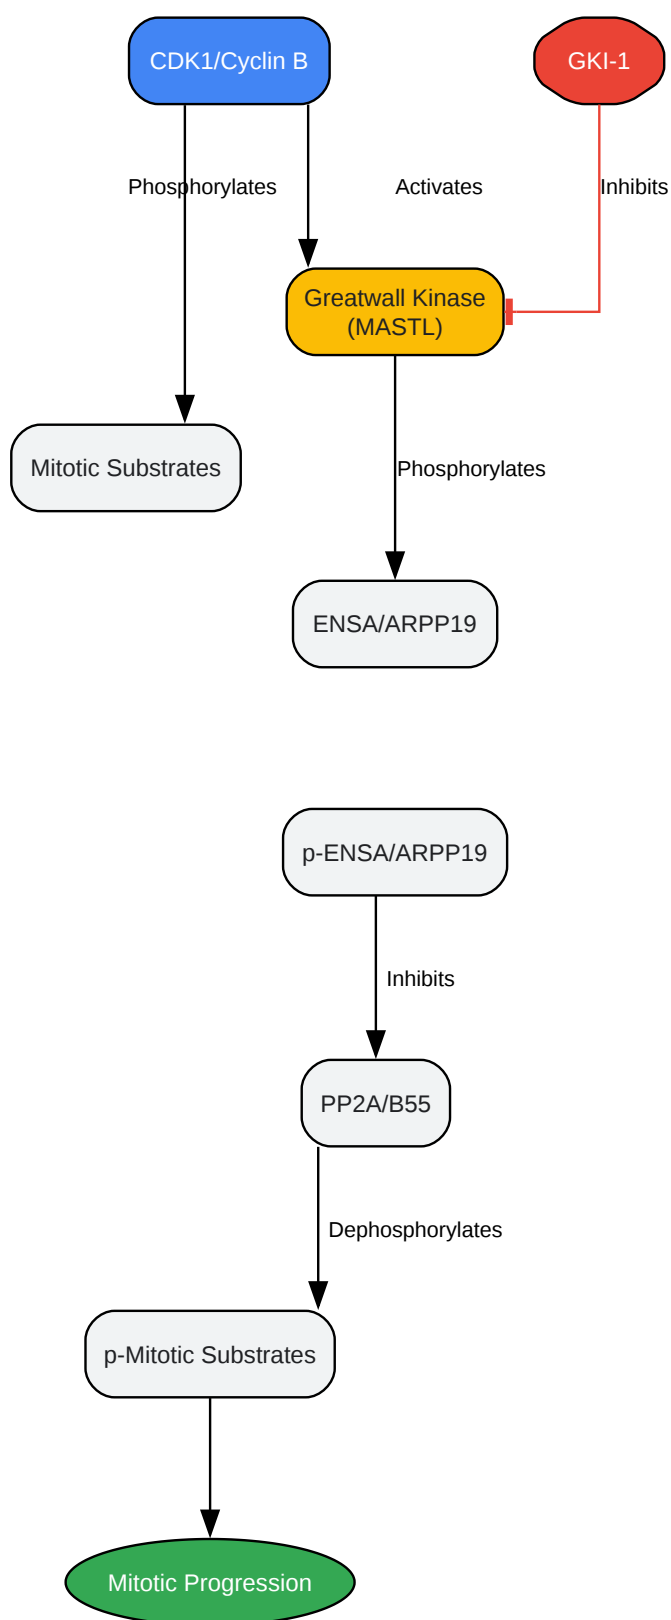 CDK1/Cyclin B
GKI-1
Phosphorylates
Activates
Inhibits
Greatwall Kinase
(MASTL)
Mitotic Substrates
Phosphorylates
ENSA/ARPP19
p-ENSA/ARPP19
Inhibits
PP2A/B55
Dephosphorylates
p-Mitotic Substrates
Mitotic Progression